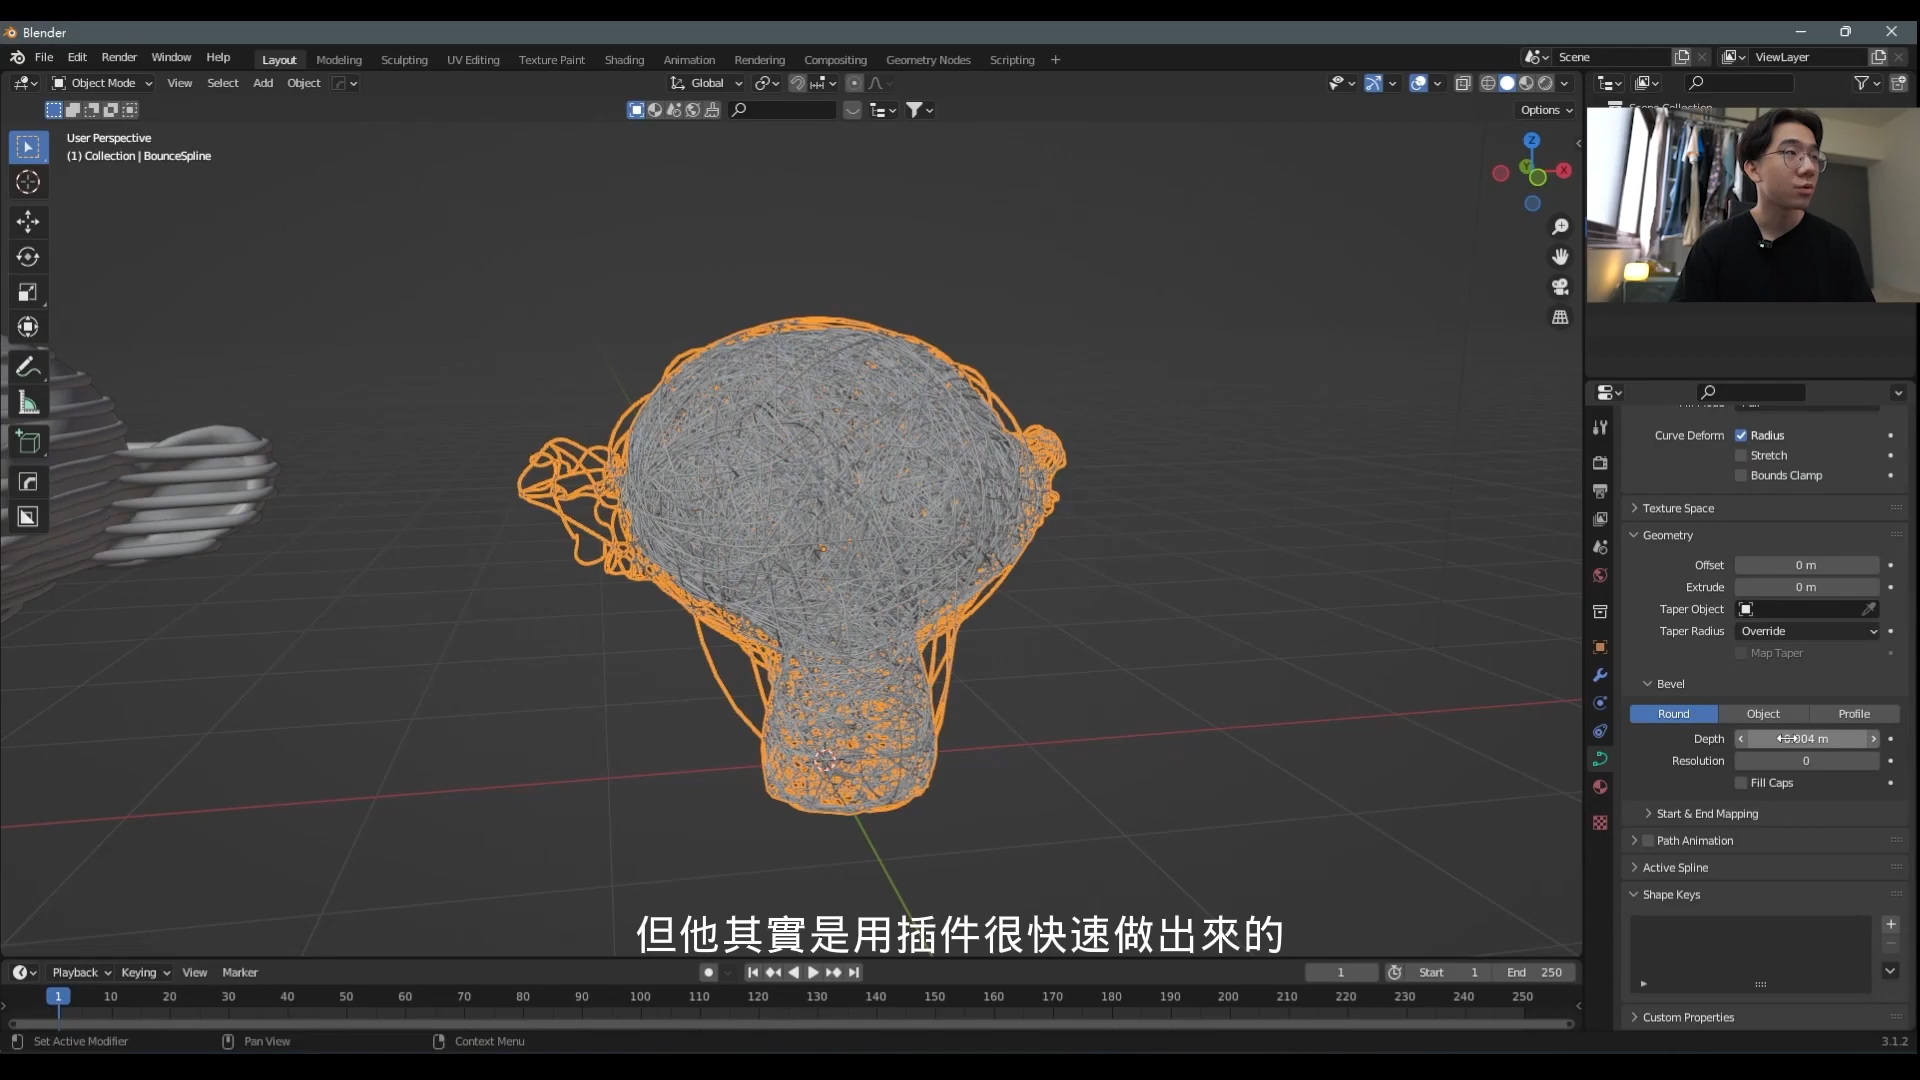 Blender
File Edit Render Window Help Layout Modeling Sculpting UV Editing Texture Paint Shading Animation Rendering Compositing Geometry Nodes Scripting + Scene ViewLayer
Object Mode View Select Add Object Global
Options
User Perspective
(1) Collection | BounceSpline
Z
Y
X
Curve Deform Radius
Stretch
Bounds Clamp
Texture Space
Geometry
Offset 0 m
Extrude 0 m
Taper Object
Taper Radius Override
Map Taper
Bevel
Round Object Profile
Depth 004 m
Resolution 0
Fill Caps
Start & End Mapping
Path Animation
Active Spline
Shape Keys
Custom Properties
但他其實是用插件很快速做出來的
Playback Keying View Marker 1 Start 1 End 250
1 10 20 30 40 50 60 70 80 90 100 110 120 130 140 150 160 170 180 190 200 210 220 230 240 250
Set Active Modifier Pan View Context Menu 3.1.2